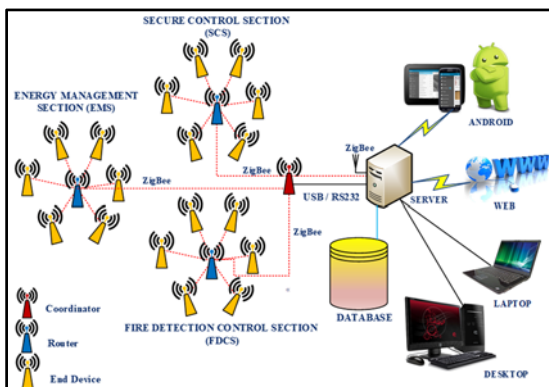 SECURE CONTROL SECTION
(SCS)
ENERGY MANAGEMENT
SECTION (EMS)
ZigBee
ANDROID
ZigBee
USB / RS232
SERVER
WWW
WEB
ZigBee
LAPTOP
DATABASE
Coordinator
Router
FIRE DETECTION CONTROL SECTION
(FDCS)
End Device
DESKTOP